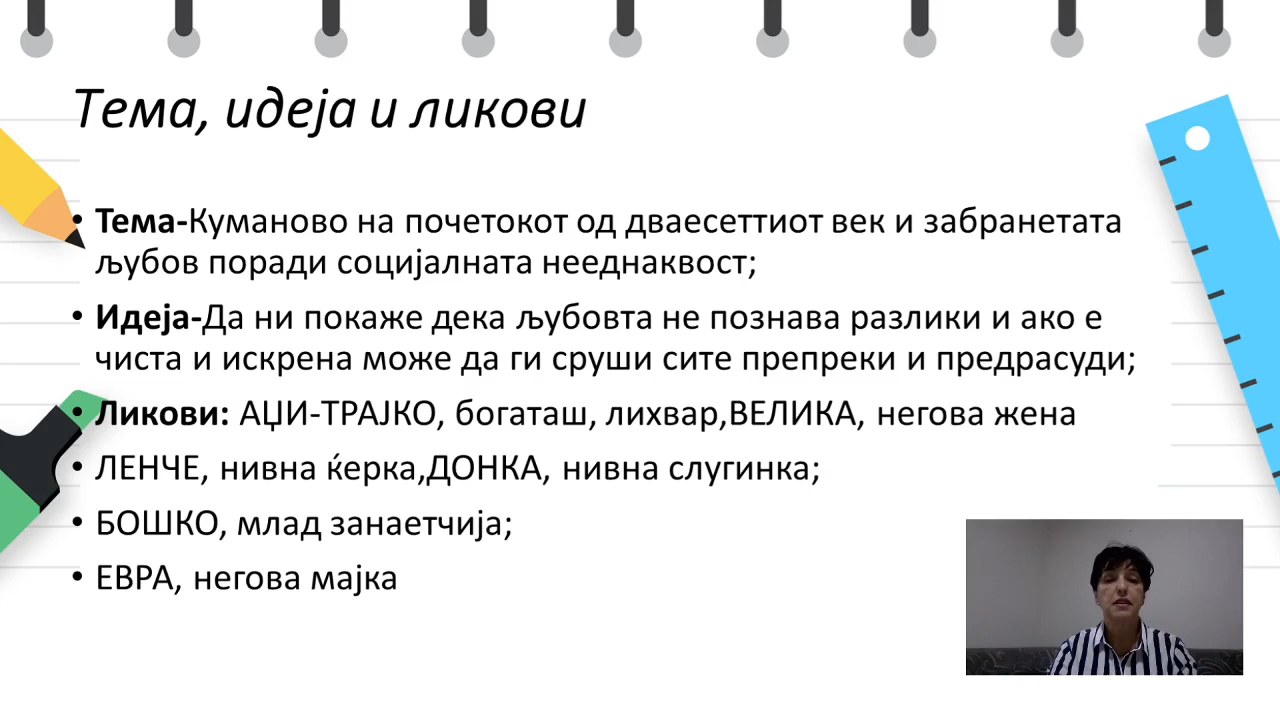 Тема, идеја и ликови
• Тема-Куманово на почетокот од дваесеттиот век и забранетата
љубов поради социјалната нееднаквост;
• Идеја-Да ни покаже дека љубовта не познава разлики и ако е
чиста и искрена може да ги сруши сите препреки и предрасуди;
• Ликови: АЏИ-ТРАЈКО, богаташ, лихвар,ВЕЛИКА, негова жена
• ЛЕНЧЕ, нивна ќерка,ДОНКА, нивна слугинка;
• БОШКО, млад занаетчија;
• ЕВРА, негова мајка